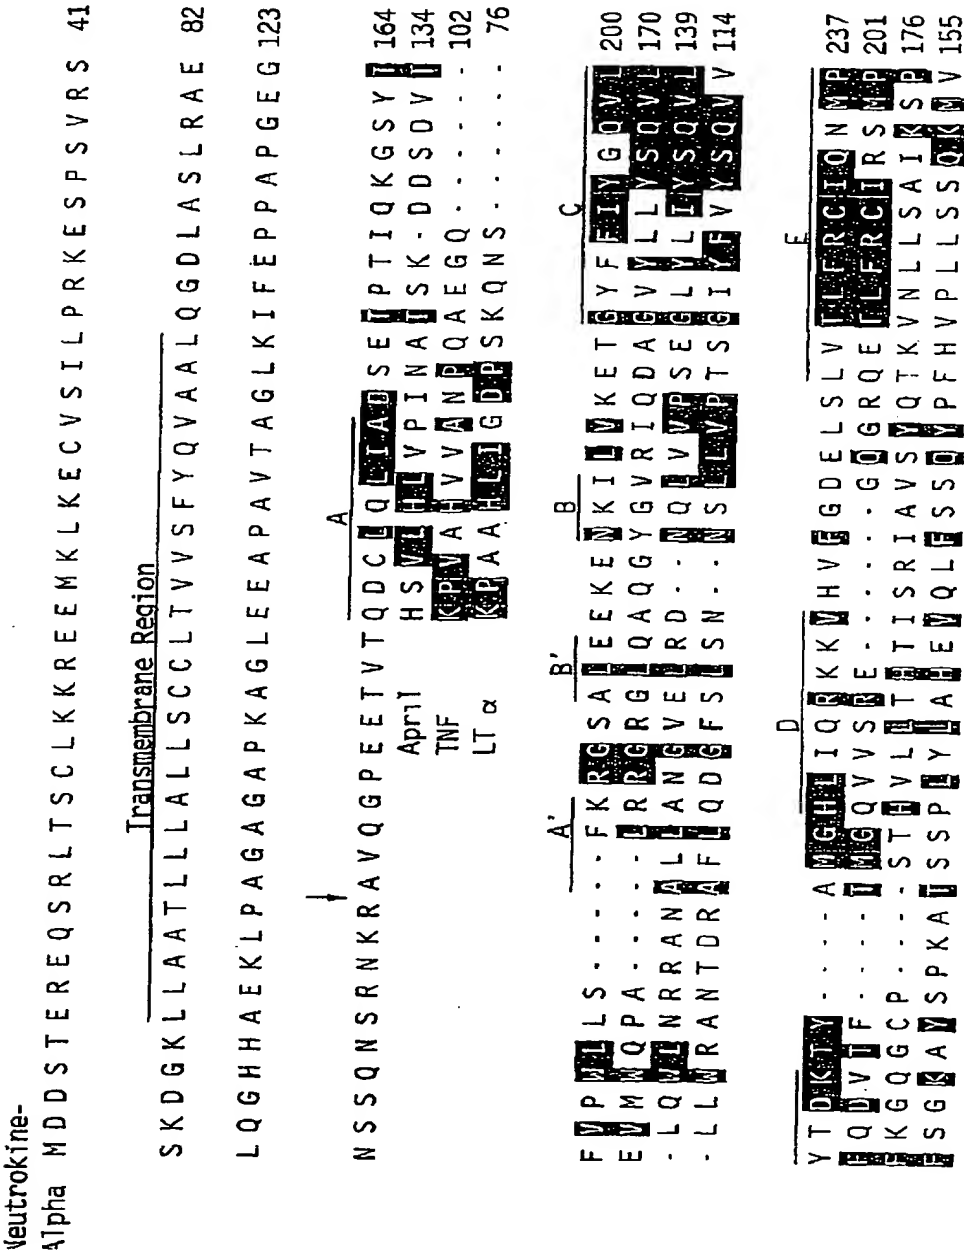 Neutrokine-
Alpha M D D S T E R E Q S R L T S C L K K R E E M K L K E C V S I L P R K E S P S V R S 41
Transmembrane Region
S K D G K L L A A T L L L A L L S C C L T V V S F Y Q V A A L Q G D L A S L R A E 82
L Q G H H A E K L P A G A G A P K A G L E E A P A V T A G L K I F E P P A P G E G 123
A
N S S Q N S R N K R A V Q G P E E T V T Q D C L Q L I A D S E T P T I Q K G S Y T 164
April H S V L H L V P I N A T S K - D D S D V T 134
TNF K P V A H V V A N P Q A E G Q - - - - - - 102
LT α K P A A H L I G D P S K Q N S - - - - - - 76
A' B' B C
F V P W L L S - - - - - F K R G S A L E E K E N K I L V K E T G Y F F I Y G Q V L 200
E V M W Q P A - - - - - L R R G R G L Q A Q G Y G V R I Q D A G V Y L L Y S Q V L 170
- L Q W L N R R A N A L L A N G V E L R D - - N Q L V V P S E G L Y L I Y S Q V L 139
- L L W R A N T D R A F L Q D G F S L S N - - N S L L V P T S G I Y F V Y S Q V V 114
D E
Y T D K T Y - - - - A M G H L I Q R K K V H V F G D E L S L V T L F R C I Q N M P 237
F Q D V T F - - - - T M G Q V V S R E - - - - - - G Q G R Q E T L F R C I R S M P 201
F K G Q G C P - - - - S T H V L L T H T I S R I A V S Y Q T K V N L L S A I K S P 176
F S G K A Y S P K A T S S P L Y L A H E V Q L F S S Q Y P F H V P L L S S Q K M V 155